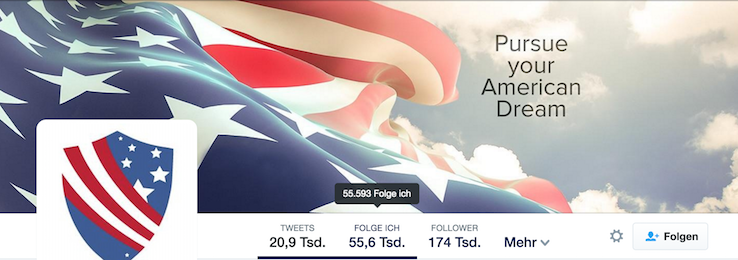 Pursue
your
American
Dream
55.593 Folge ich
TWEETS FOLGE ICH FOLLOWER
20,9 Tsd. 55,6 Tsd. 174 Tsd. Mehr
Folgen